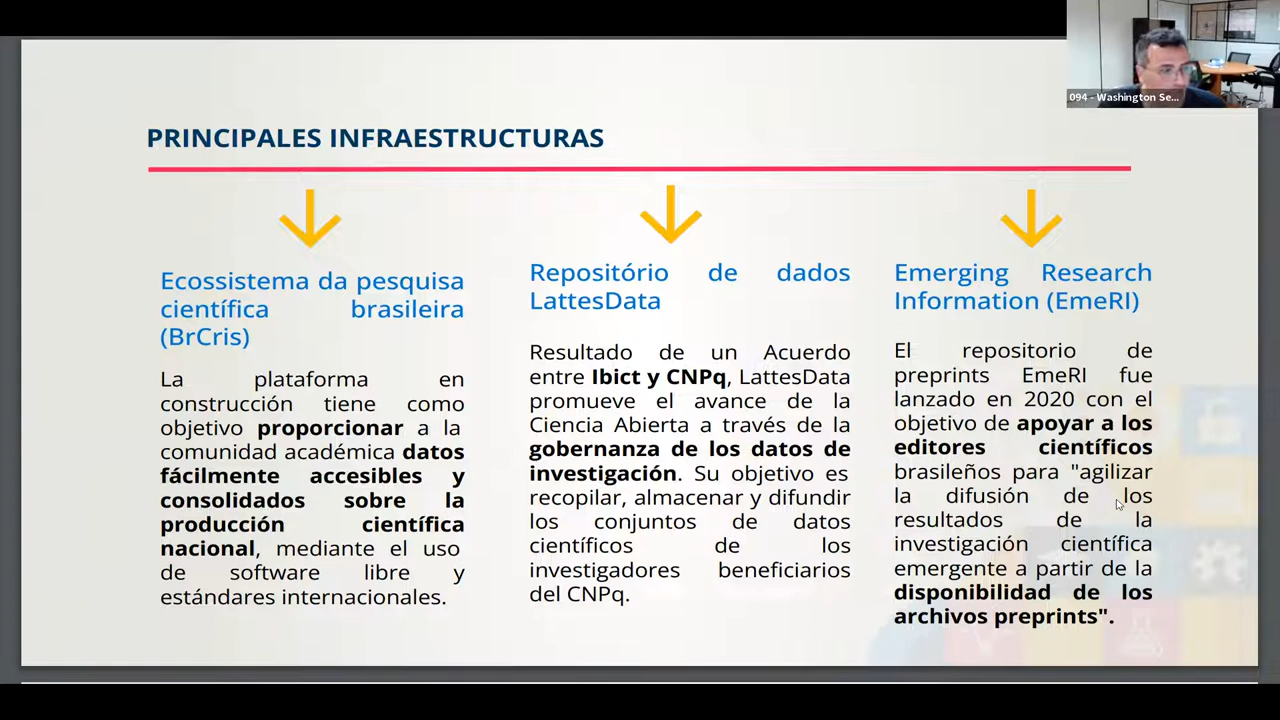 094 - Washington Se...
PRINCIPALES INFRAESTRUCTURAS
Ecossistema da pesquisa
científica brasileira
(BrCris)
La plataforma en
construcción tiene como
objetivo proporcionar a la
comunidad académica datos
fácilmente accesibles y
consolidados sobre la
producción científica
nacional, mediante el uso
de software libre y
estándares internacionales.
Repositório de dados
LattesData
Resultado de un Acuerdo
entre Ibict y CNPq, LattesData
promueve el avance de la
Ciencia Abierta a través de la
gobernanza de los datos de
investigación. Su objetivo es
recopilar, almacenar y difundir
los conjuntos de datos
científicos de los
investigadores beneficiarios
del CNPq.
Emerging Research
Information (EmeRI)
El repositorio de
preprints EmeRI fue
lanzado en 2020 con el
objetivo de apoyar a los
editores científicos
brasileños para "agilizar
la difusión de los
resultados de la
investigación científica
emergente a partir de la
disponibilidad de los
archivos preprints".